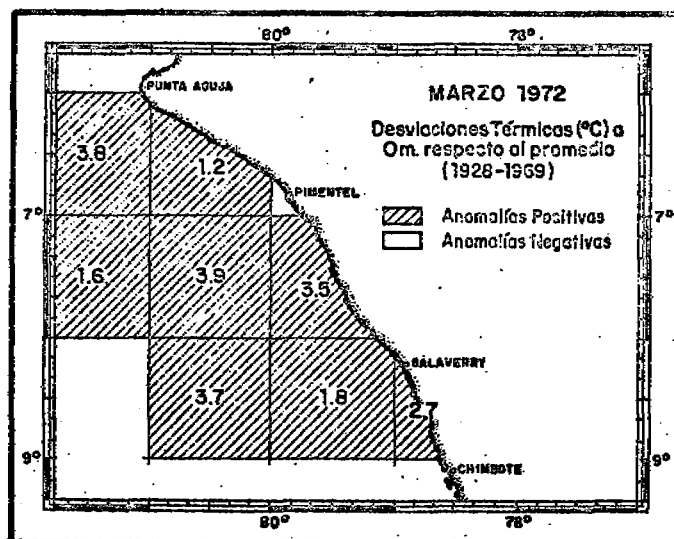 80° 78°
PUNTA AGUJA
MARZO 1972
Desviaciones Térmicas (°C) a
0m. respecto al promedio
(1928-1969)
3.8 1.2
PIMENTEL
7° 7°
Anomalías Positivas
Anomalías Negativas
1.6 3.9 3.5
SALAVERRY
3.7 1.8 2.7
9° 9°
CHIMBOTE
80° 78°